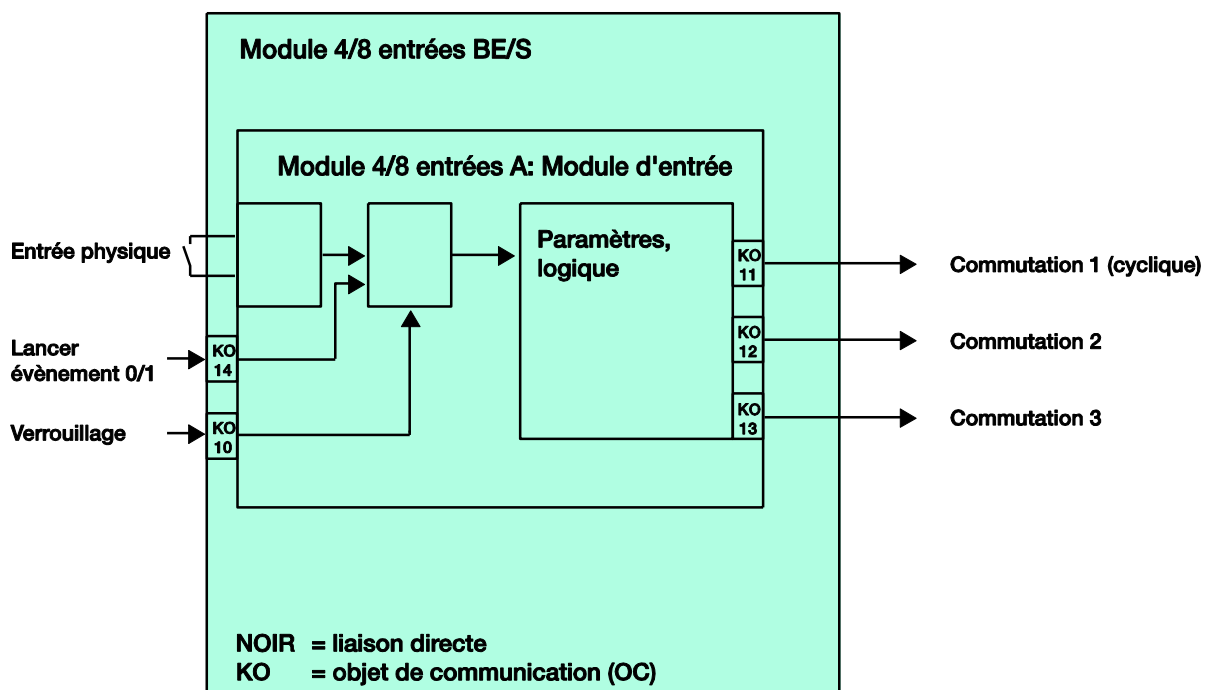 Module 4/8 entrées BE/S
Module 4/8 entrées A: Module d'entrée
Entrée physique
Paramètres,
logique
KO
11
Commutation 1 (cyclique)
Lancer
évènement 0/1
KO
14
KO
12
Commutation 2
Verrouillage
KO
10
KO
13
Commutation 3
NOIR = liaison directe
KO = objet de communication (OC)